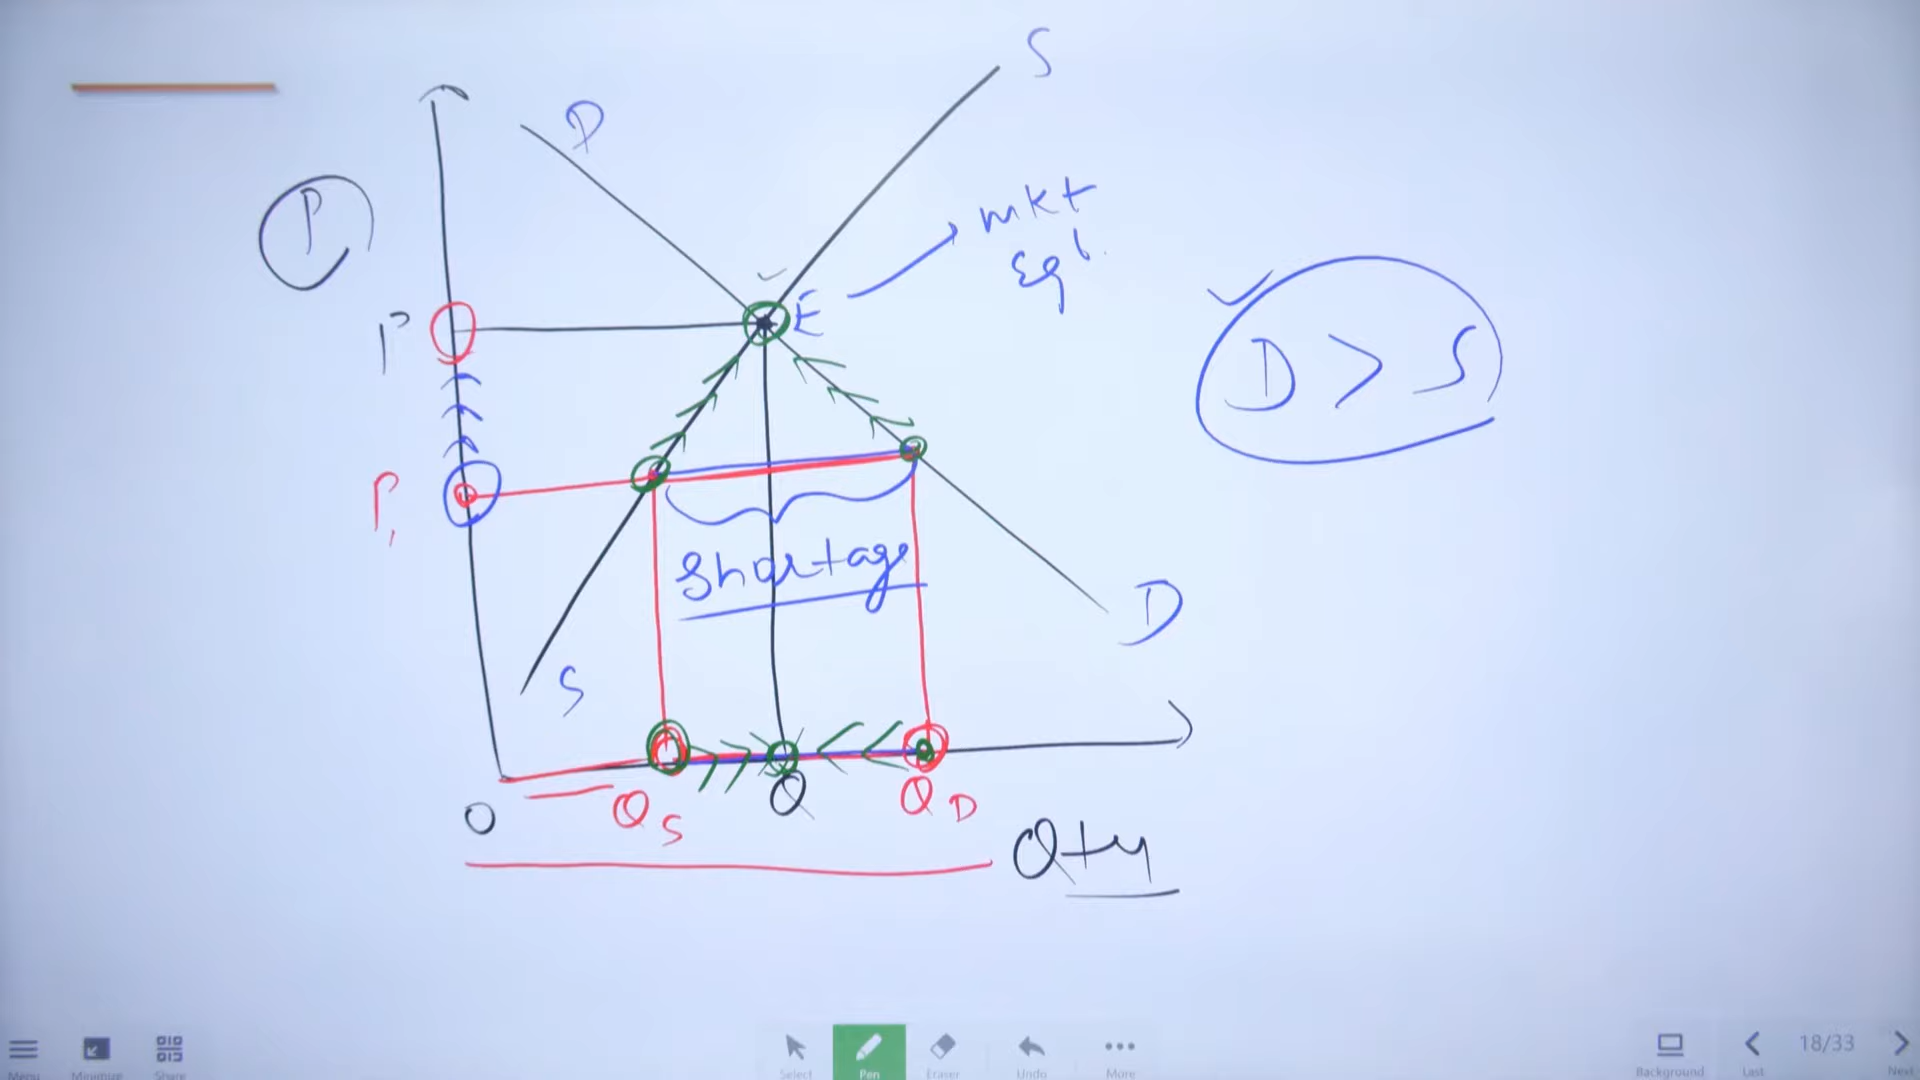 S
D
P
mkt
Eq!
P
E
D > S
P1
Shortage
D
S
O
QS
Q
QD
Qty
Menu
Minimize
Share
Select
Pen
Eraser
Undo
More
Background
Last
18/33
Next